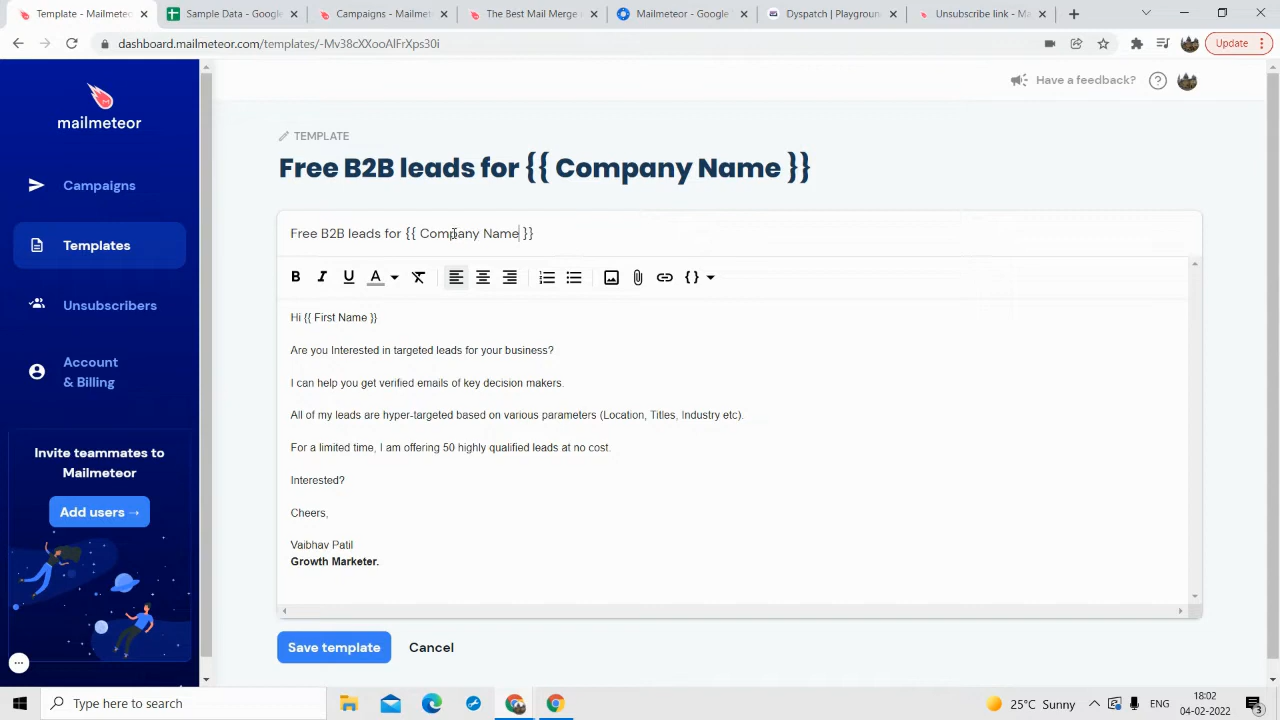 Templates - Mailmeteor
Sample Data - Google
Campaigns - Mailmeteor
The Best Mail Merge
Mailmeteor - Google
Dyspatch | Playground
Unsubscribe link - Ma
dashboard.mailmeteor.com/templates/
Update
mailmeteor
Have a feedback?
Campaigns
Templates
Unsubscribers
Account
& Billing
Invite teammates to
Mailmeteor
Add users →
TEMPLATE
Free B2B leads for {{ Company Name }}
Free B2B leads for {{ Company Name }}
B I U A
Hi {{ First Name }}
Are you Interested in targeted leads for your business?
I can help you get verified emails of key decision makers.
All of my leads are hyper-targeted based on various parameters (Location, Titles, Industry etc).
For a limited time, I am offering 50 highly qualified leads at no cost.
Interested?
Cheers,
Vaibhav Patil
Growth Marketer.
Save template
Cancel
Type here to search
25°C Sunny
ENG
18:02
04-02-2022
3